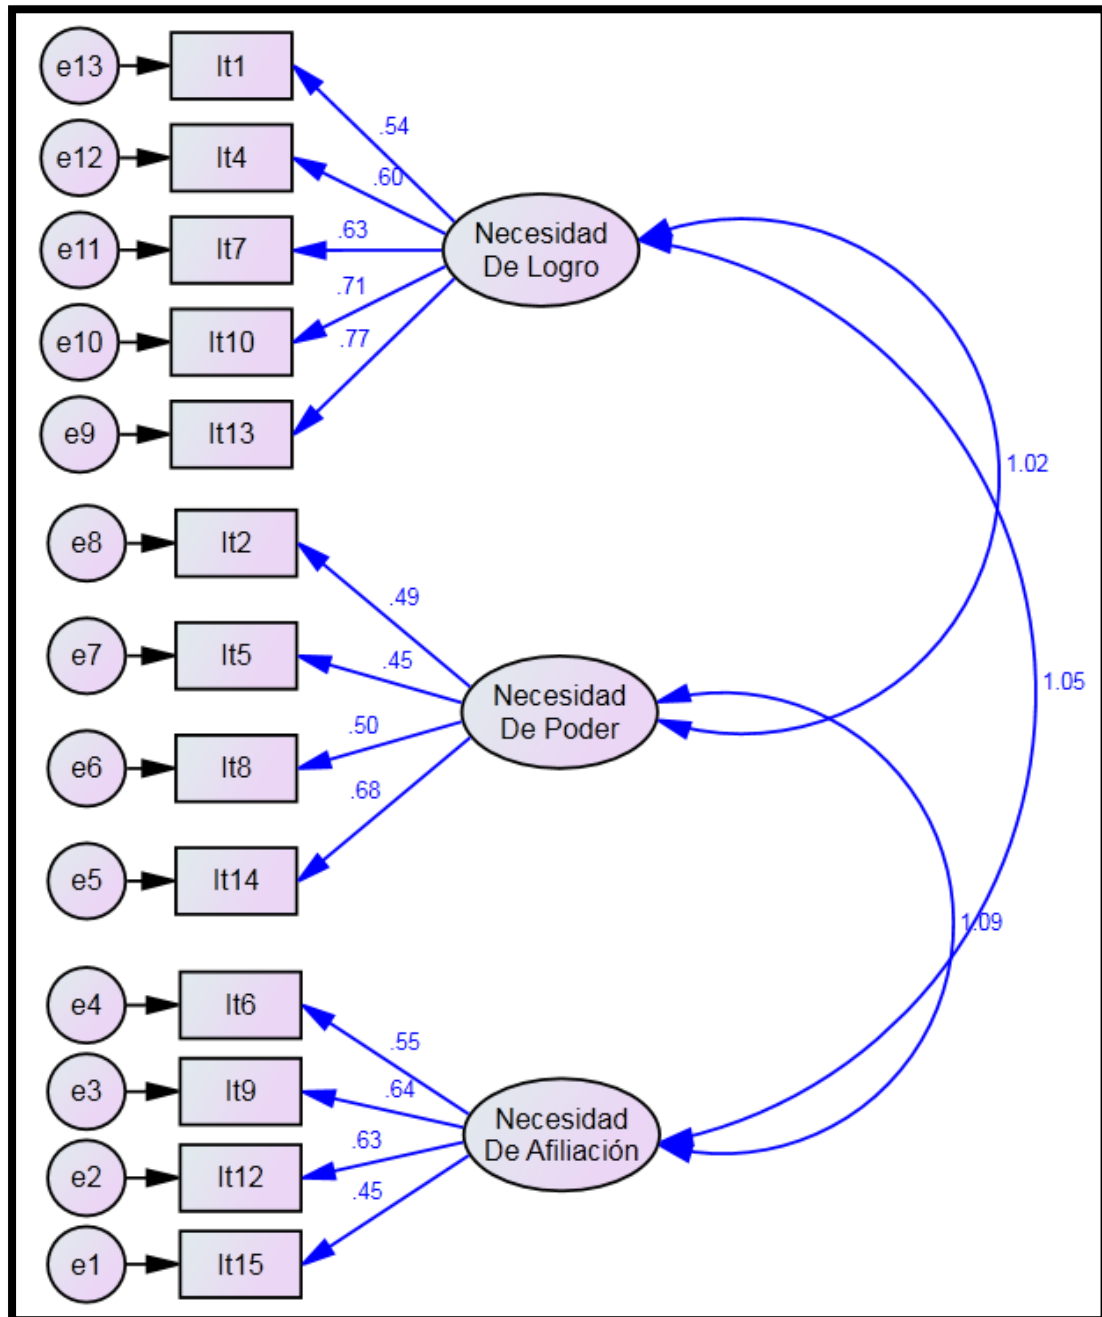 e13
It1
.54
e12
It4
.60
e11
It7
.63
Necesidad
De Logro
e10
It10
.71
e9
It13
.77
1.02
e8
It2
.49
e7
It5
.45
Necesidad
De Poder
1.05
e6
It8
.50
e5
It14
.68
1.09
e4
It6
.55
e3
It9
.64
Necesidad
De Afiliación
e2
It12
.63
e1
It15
.45